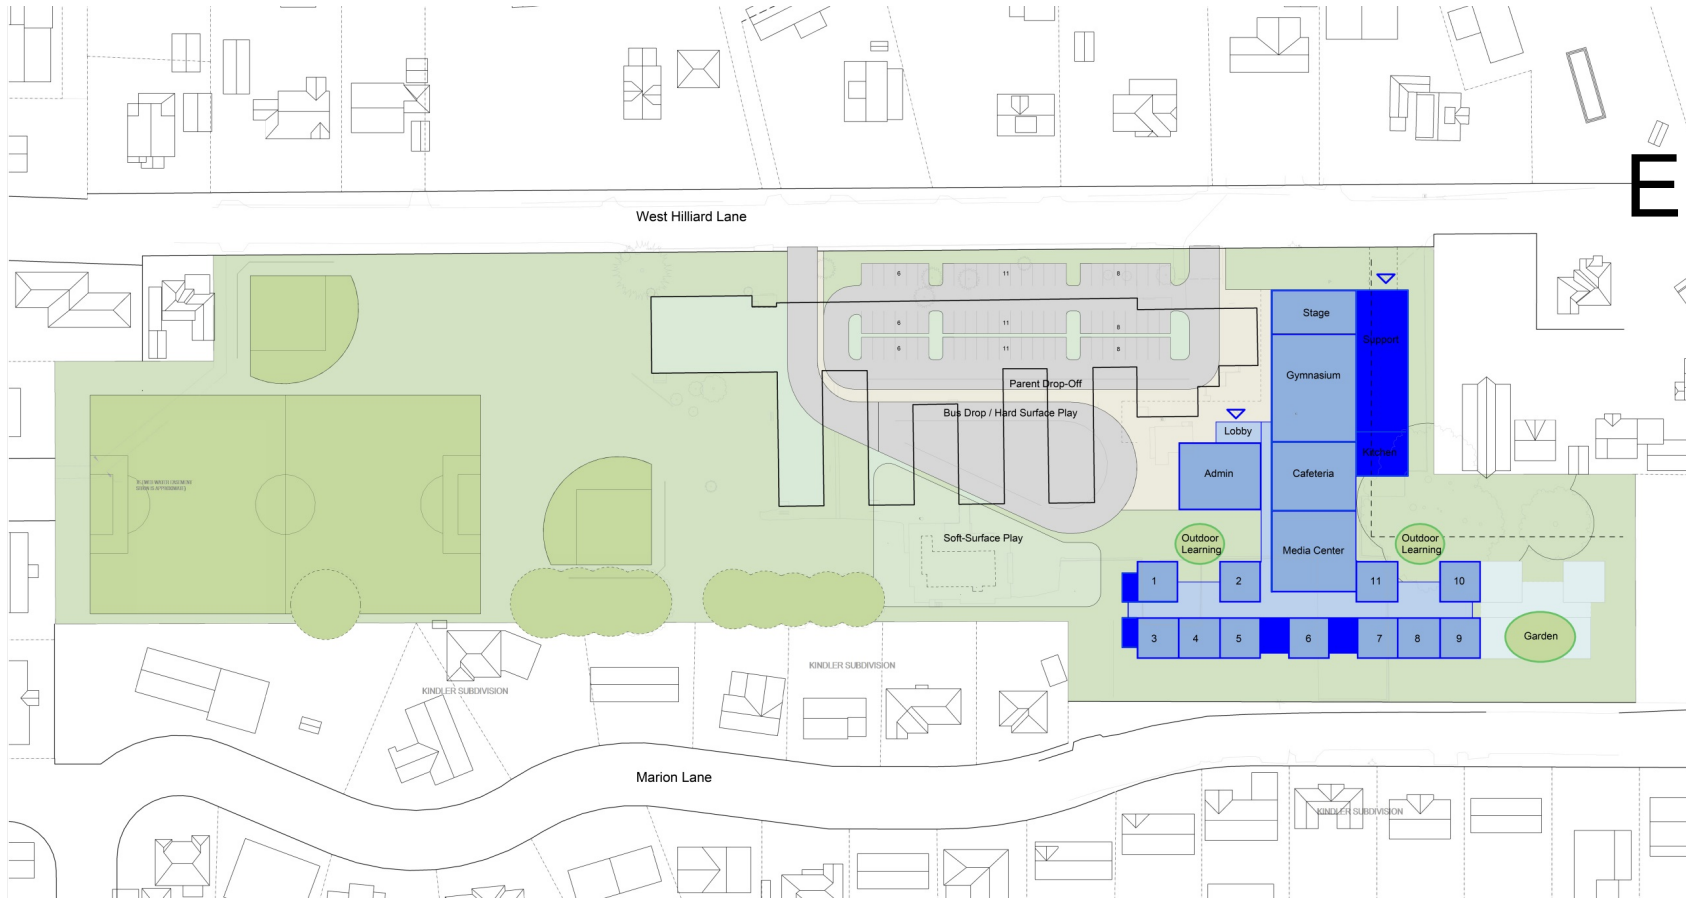 E
West Hilliard Lane
6
11
8
6
11
8
6
11
8
Stage
Support
Gymnasium
Parent Drop-Off
Bus Drop / Hard Surface Play
Lobby
Kitchen
Admin
Cafeteria
Soft-Surface Play
Outdoor
Learning
Media Center
Outdoor
Learning
1
2
11
10
3
4
5
6
7
8
9
Garden
KINDLER SUBDIVISION
KINDLER SUBDIVISION
Marion Lane
KINDLER SUBDIVISION